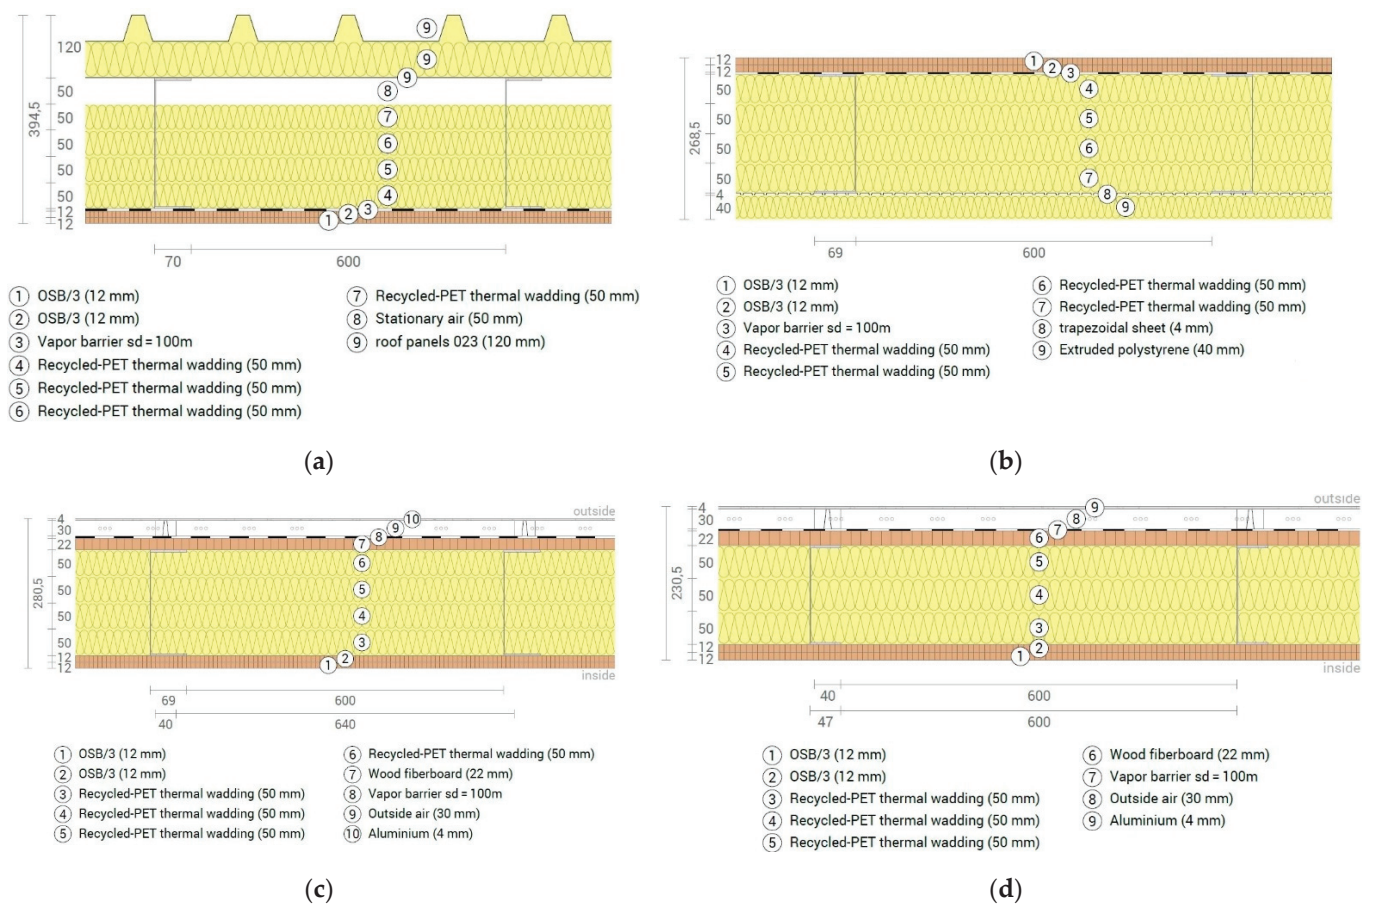 9
120
9
9
50
8
394,5
50
7
50
6
50
5
50
4
12
12
3
2
1
70
600
1 OSB/3 (12 mm)
2 OSB/3 (12 mm)
3 Vapor barrier sd = 100m
4 Recycled-PET thermal wadding (50 mm)
5 Recycled-PET thermal wadding (50 mm)
6 Recycled-PET thermal wadding (50 mm)
7 Recycled-PET thermal wadding (50 mm)
8 Stationary air (50 mm)
9 roof panels 023 (120 mm)
(a)
12
12
1
2
3
50
4
50
5
268,5
50
6
50
7
4
8
40
9
69
600
1 OSB/3 (12 mm)
2 OSB/3 (12 mm)
3 Vapor barrier sd = 100m
4 Recycled-PET thermal wadding (50 mm)
5 Recycled-PET thermal wadding (50 mm)
6 Recycled-PET thermal wadding (50 mm)
7 Recycled-PET thermal wadding (50 mm)
8 trapezoidal sheet (4 mm)
9 Extruded polystyrene (40 mm)
(b)
outside
4
10
30
9
8
22
7
50
6
280,5
50
5
50
4
50
3
12
12
2
1
inside
69
600
40
640
1 OSB/3 (12 mm)
2 OSB/3 (12 mm)
3 Recycled-PET thermal wadding (50 mm)
4 Recycled-PET thermal wadding (50 mm)
5 Recycled-PET thermal wadding (50 mm)
6 Recycled-PET thermal wadding (50 mm)
7 Wood fiberboard (22 mm)
8 Vapor barrier sd = 100m
9 Outside air (30 mm)
10 Aluminium (4 mm)
(c)
outside
4
9
30
8
7
22
6
50
5
230,5
50
4
50
3
12
12
2
1
inside
40
600
47
600
1 OSB/3 (12 mm)
2 OSB/3 (12 mm)
3 Recycled-PET thermal wadding (50 mm)
4 Recycled-PET thermal wadding (50 mm)
5 Recycled-PET thermal wadding (50 mm)
6 Wood fiberboard (22 mm)
7 Vapor barrier sd = 100m
8 Outside air (30 mm)
9 Aluminium (4 mm)
(d)